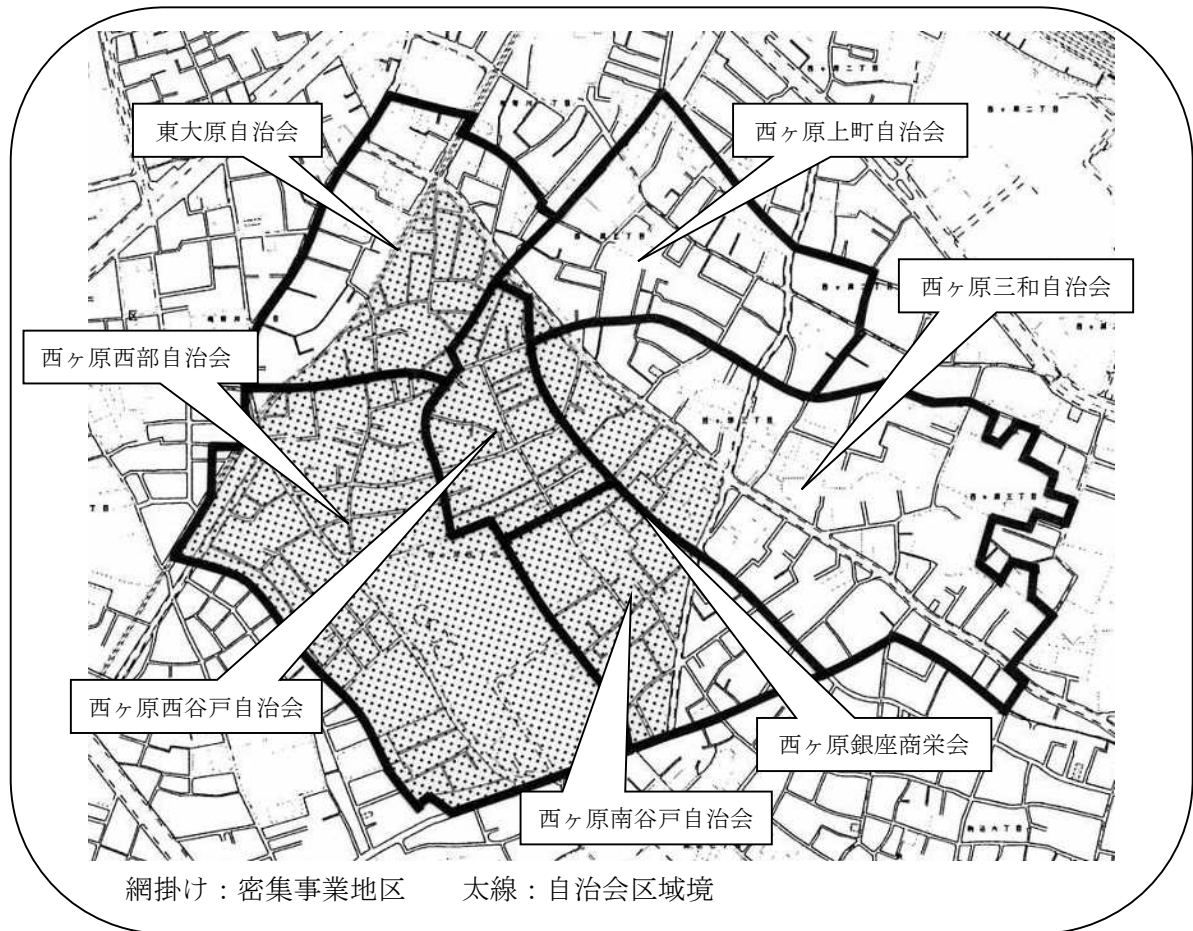 東大原自治会
西ヶ原上町自治会
西ヶ原三和自治会
西ヶ原西部自治会
西ヶ原西谷戸自治会
西ヶ原銀座商栄会
西ヶ原南谷戸自治会
網掛け：密集事業地区　　太線：自治会区域境